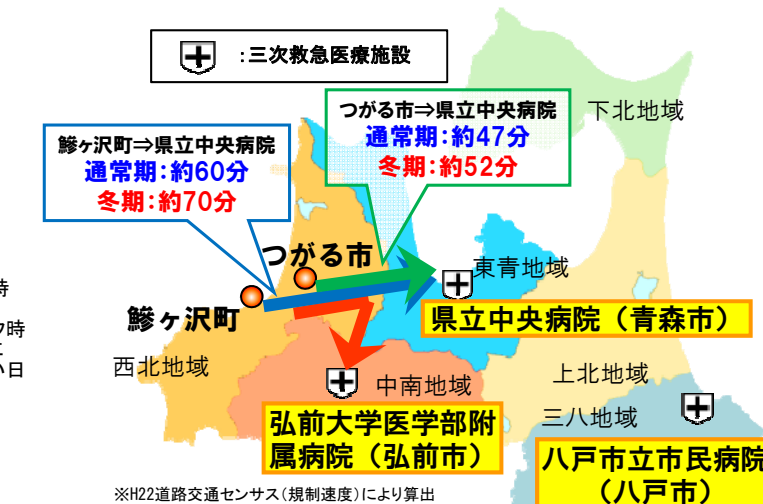 ：三次救急医療施設
つがる市⇒県立中央病院
通常期：約47分
冬期：約52分
鰺ヶ沢町⇒県立中央病院
通常期：約60分
冬期：約70分
下北地域
つがる市
東青地域
鰺ヶ沢町
県立中央病院（青森市）
西北地域
中南地域
上北地域
三八地域
弘前大学医学部附
属病院（弘前市）
八戸市立市民病院
（八戸市）
時
時
日
※H22道路交通センサス（規制速度）により算出